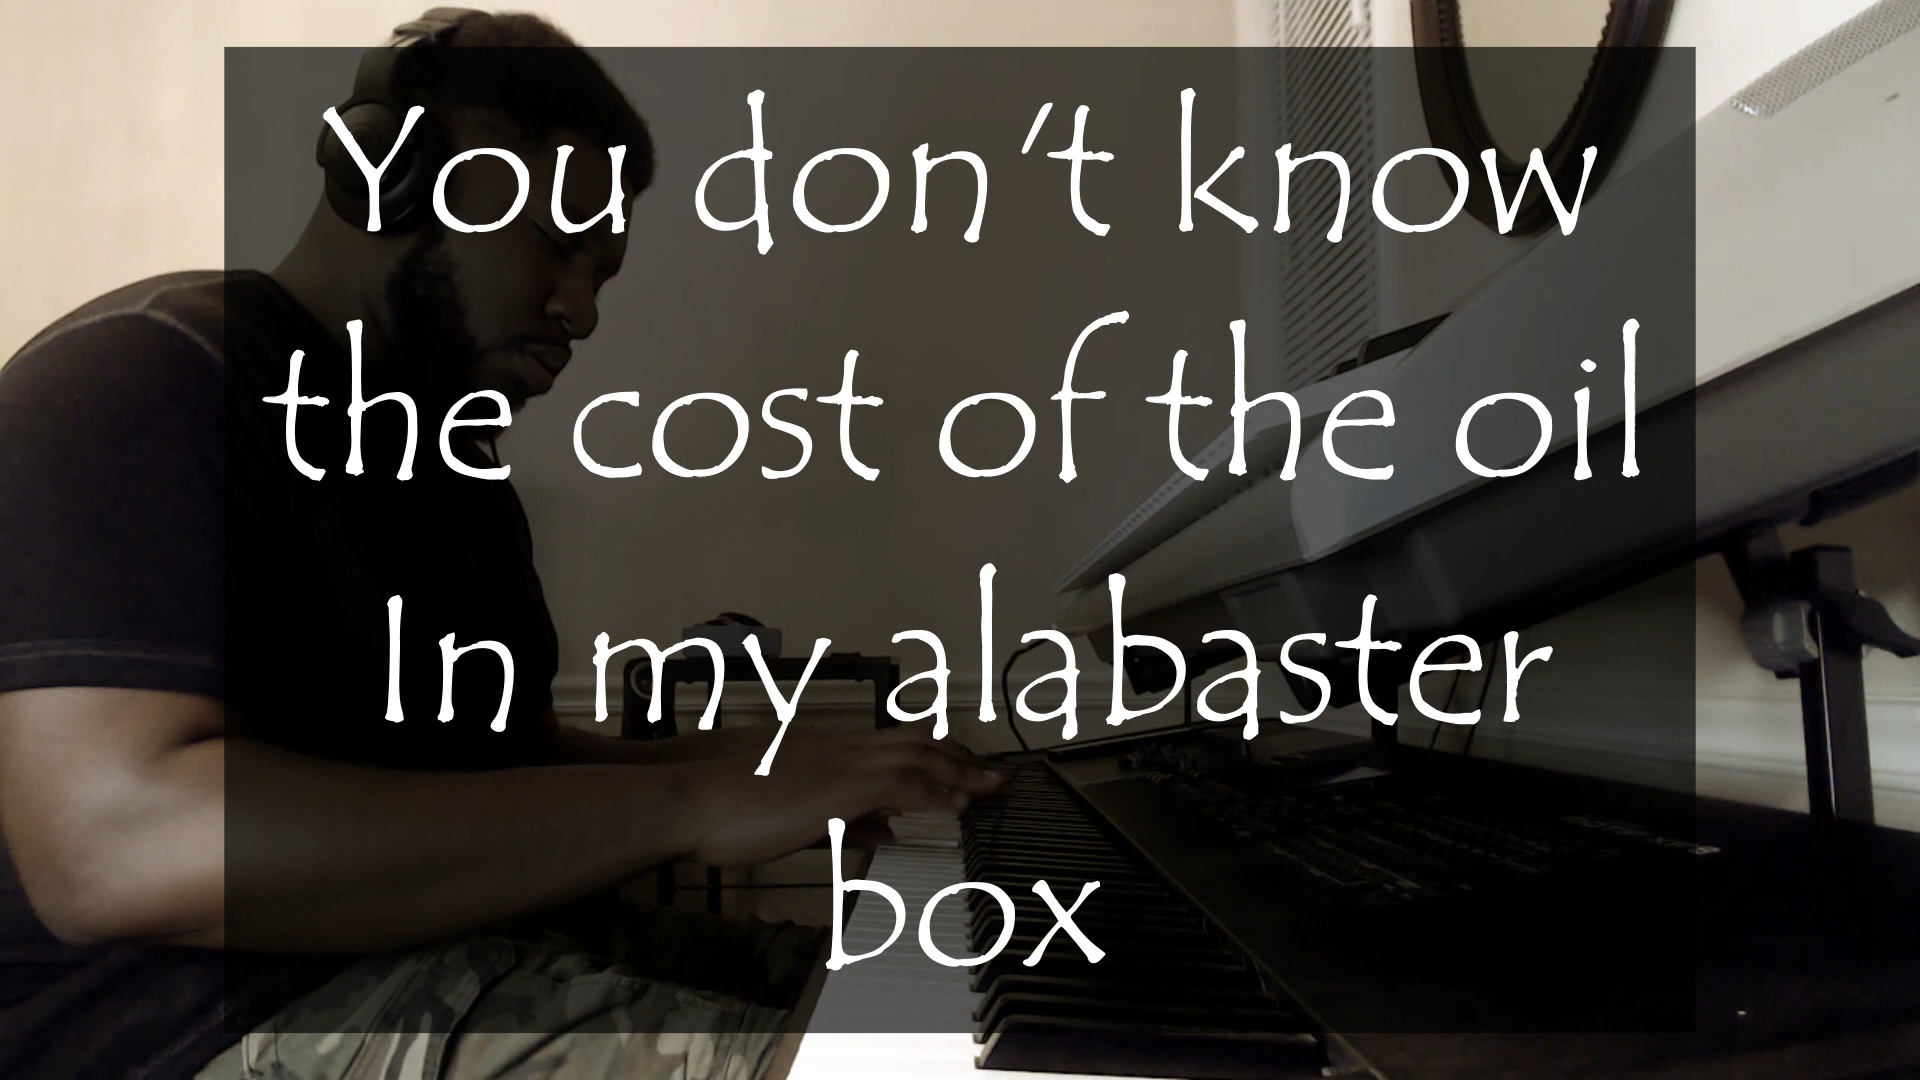 You don't know
the cost of the oil
In my alabaster
box